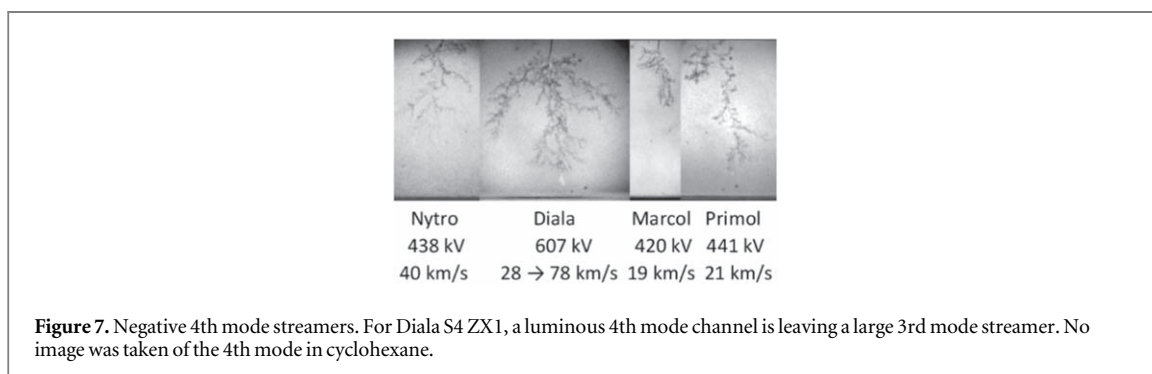 Nytro Diala Marcol Primol
438 kV 607 kV 420 kV 441 kV
40 km/s 28 → 78 km/s 19 km/s 21 km/s
Figure 7. Negative 4th mode streamers. For Diala S4 ZX1, a luminous 4th mode channel is leaving a large 3rd mode streamer. No
image was taken of the 4th mode in cyclohexane.